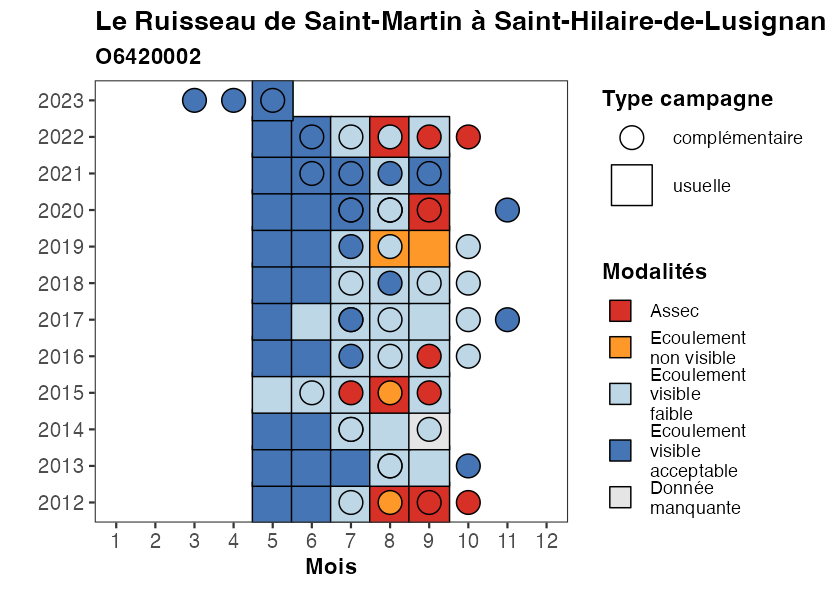 Le Ruisseau de Saint-Martin à Saint-Hilaire-de-Lusignan
O6420002
2023
2022
2021
2020
2019
2018
2017
2016
2015
2014
2013
2012
1 2 3 4 5 6 7 8 9 10 11 12
Mois
Type campagne
complémentaire
usuelle
Modalités
Assec
Ecoulement
non visible
Ecoulement
visible
faible
Ecoulement
visible
acceptable
Donnée
manquante